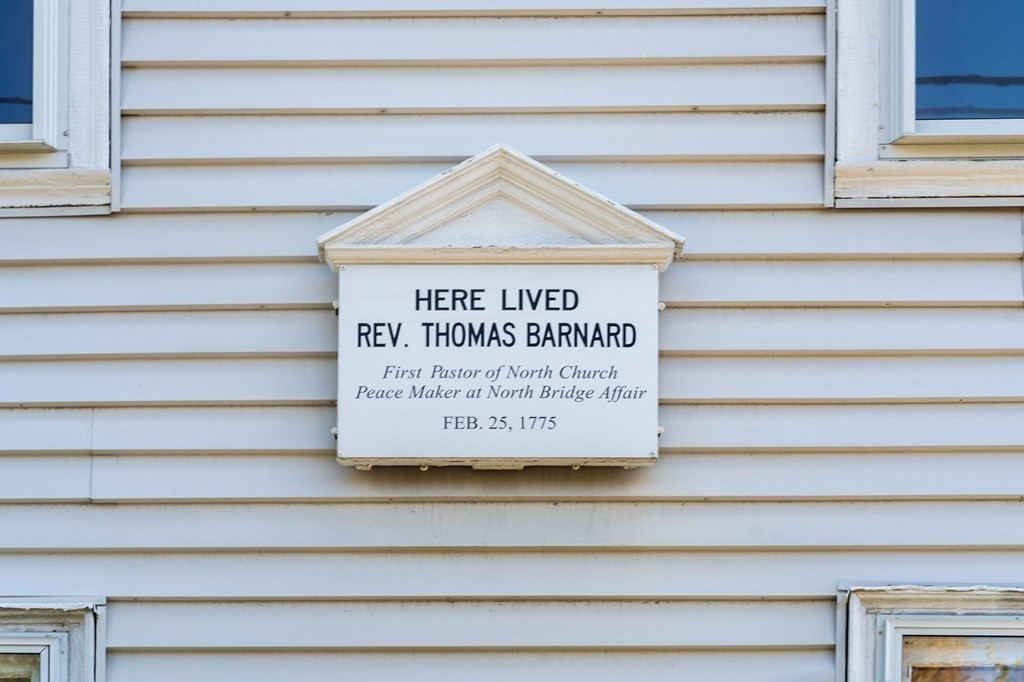 HERE LIVED
REV. THOMAS BARNARD
First Pastor of North Church
Peace Maker at North Bridge Affair
FEB. 25, 1775